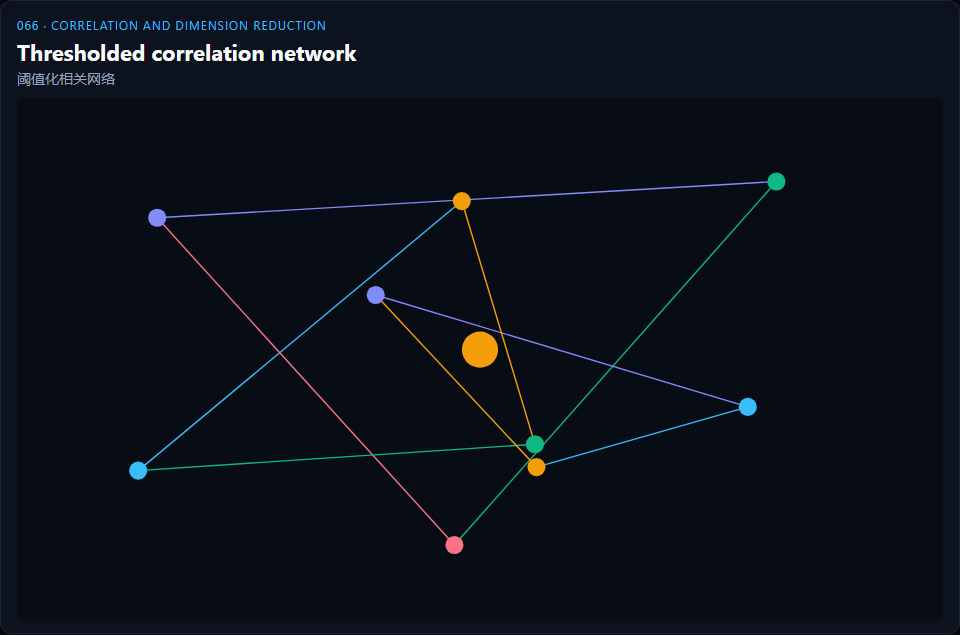 066 · CORRELATION AND DIMENSION REDUCTION
Thresholded correlation network
阈值化相关网络